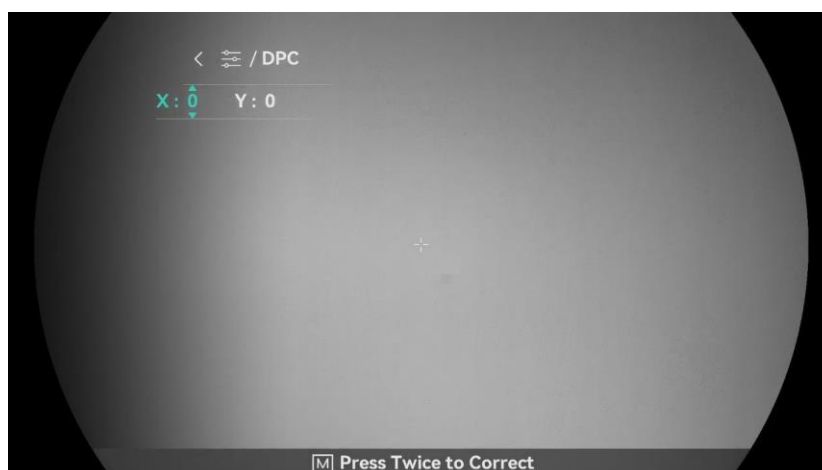 / DPC
X : 0 Y : 0
M Press Twice to Correct